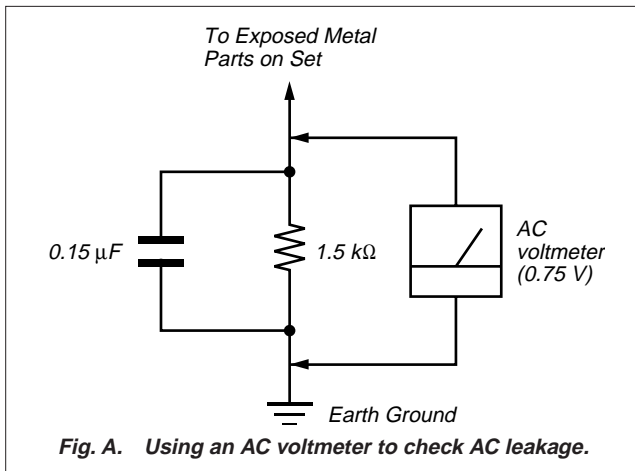 To Exposed Metal
Parts on Set
0.15 µF
1.5 kΩ
AC
voltmeter
(0.75 V)
Earth Ground
Fig. A. Using an AC voltmeter to check AC leakage.